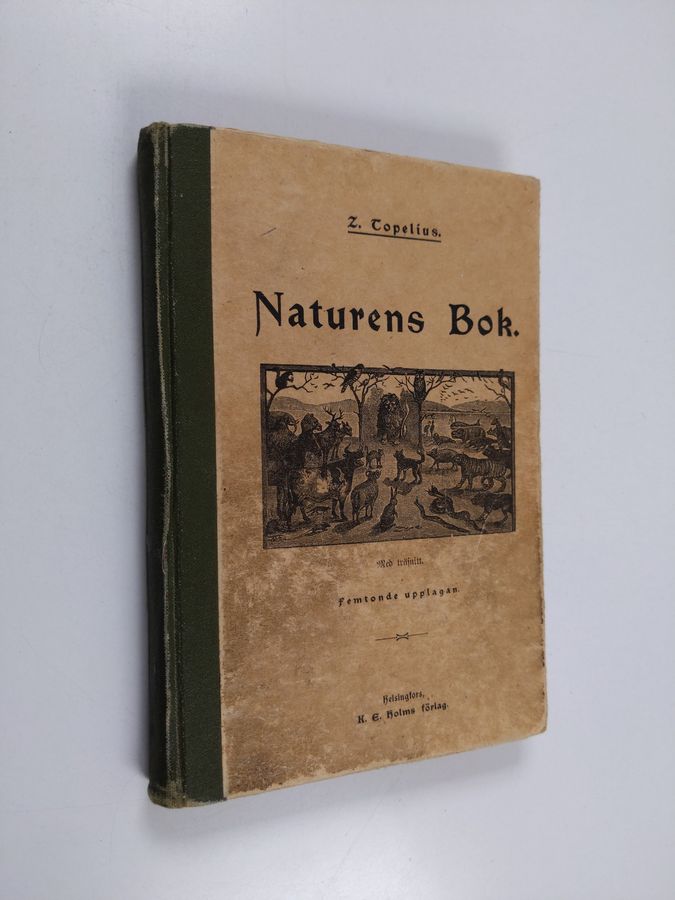 Z. Topelius.
Naturens Bok.
Med träsnitt.
Femtonde upplagan.
Helsingfors,
K. E. Holms förlag.